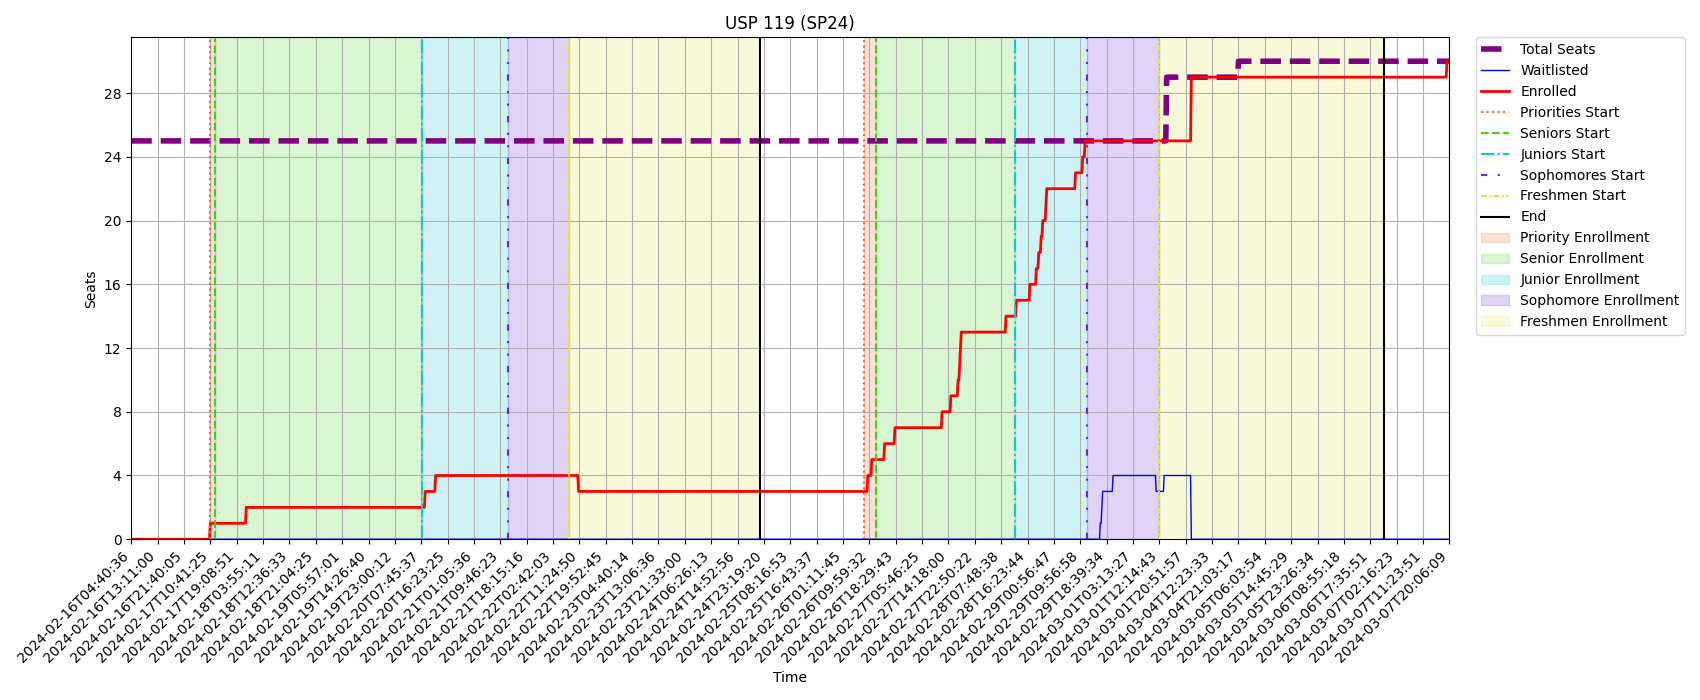 USP 119 (SP24)
Seats
28
24
20
16
12
8
4
0
2024-02-16T04:40:36
2024-02-16T13:11:00
2024-02-16T21:40:05
2024-02-17T10:41:25
2024-02-17T19:08:51
2024-02-18T03:55:11
2024-02-18T12:36:33
2024-02-18T21:04:25
2024-02-19T05:57:01
2024-02-19T14:26:40
2024-02-19T23:00:12
2024-02-20T07:45:37
2024-02-20T16:23:25
2024-02-21T01:05:36
2024-02-21T09:46:23
2024-02-21T18:15:16
2024-02-22T02:42:03
2024-02-22T11:24:50
2024-02-22T19:52:45
2024-02-23T04:40:14
2024-02-23T13:06:36
2024-02-23T21:33:00
2024-02-24T06:26:13
2024-02-24T14:52:56
2024-02-24T23:19:20
2024-02-25T08:16:53
2024-02-25T16:43:37
2024-02-26T01:11:45
2024-02-26T09:59:32
2024-02-26T18:29:43
2024-02-27T05:46:25
2024-02-27T14:18:00
2024-02-27T22:50:22
2024-02-28T07:48:38
2024-02-28T16:23:44
2024-02-29T00:56:47
2024-02-29T09:56:58
2024-02-29T18:39:34
2024-03-01T03:13:27
2024-03-01T12:14:43
2024-03-01T20:51:57
2024-03-04T12:23:33
2024-03-04T21:03:17
2024-03-05T06:03:54
2024-03-05T14:45:29
2024-03-05T23:26:34
2024-03-06T08:55:18
2024-03-06T17:35:51
2024-03-07T02:16:23
2024-03-07T11:23:51
2024-03-07T20:06:09
Time
Total Seats
Waitlisted
Enrolled
Priorities Start
Seniors Start
Juniors Start
Sophomores Start
Freshmen Start
End
Priority Enrollment
Senior Enrollment
Junior Enrollment
Sophomore Enrollment
Freshmen Enrollment